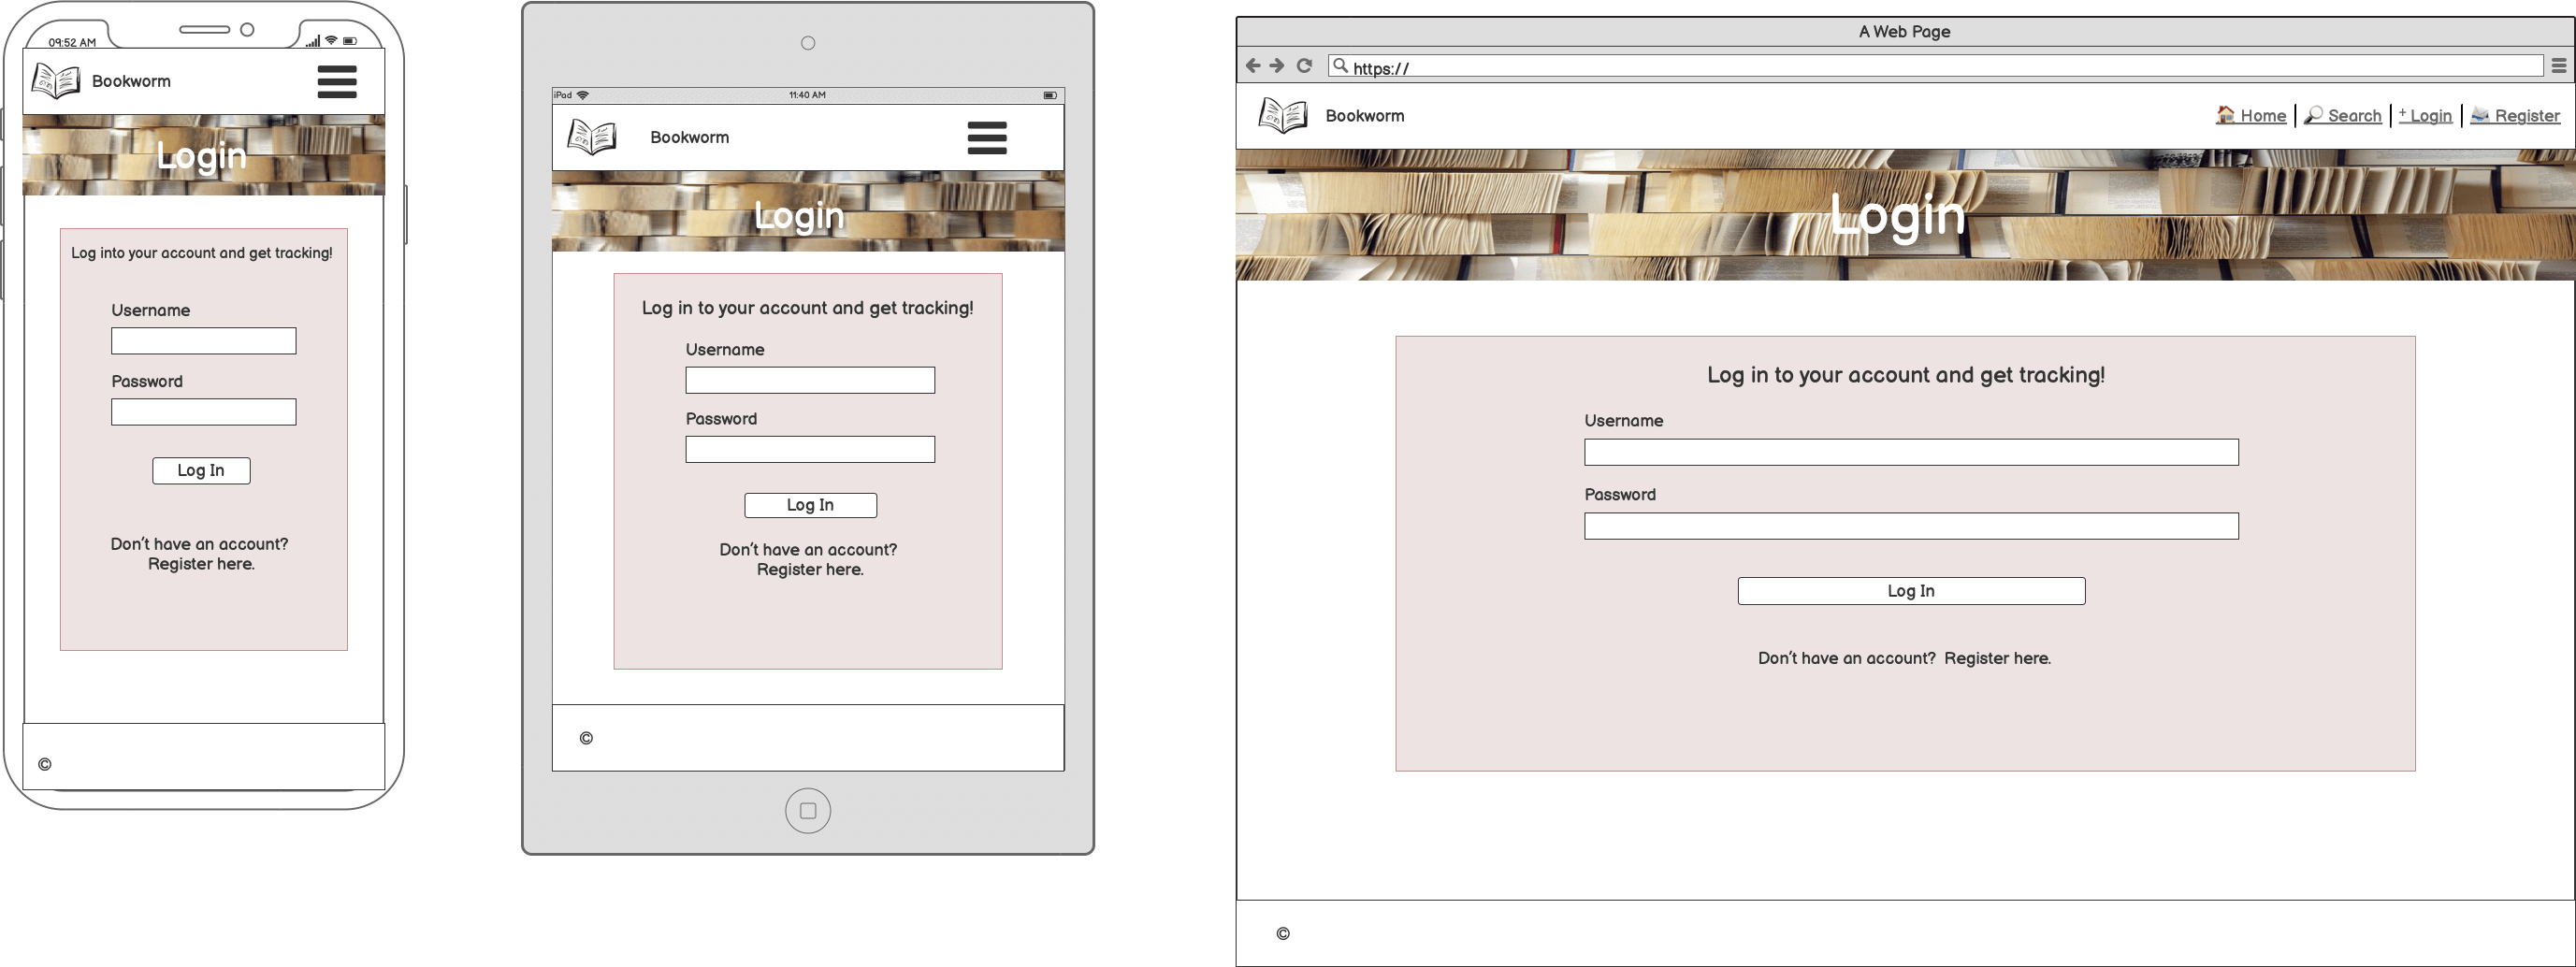 09:52 AM
Bookworm
Login
Log into your account and get tracking!
Username
Password
Log In
Don't have an account?
Register here.
©
iPad
11:40 AM
Bookworm
Login
Log in to your account and get tracking!
Username
Password
Log In
Don't have an account?
Register here.
©
A Web Page
https://
Bookworm
Home
Search
+ Login
Register
Login
Log in to your account and get tracking!
Username
Password
Log In
Don't have an account? Register here.
©